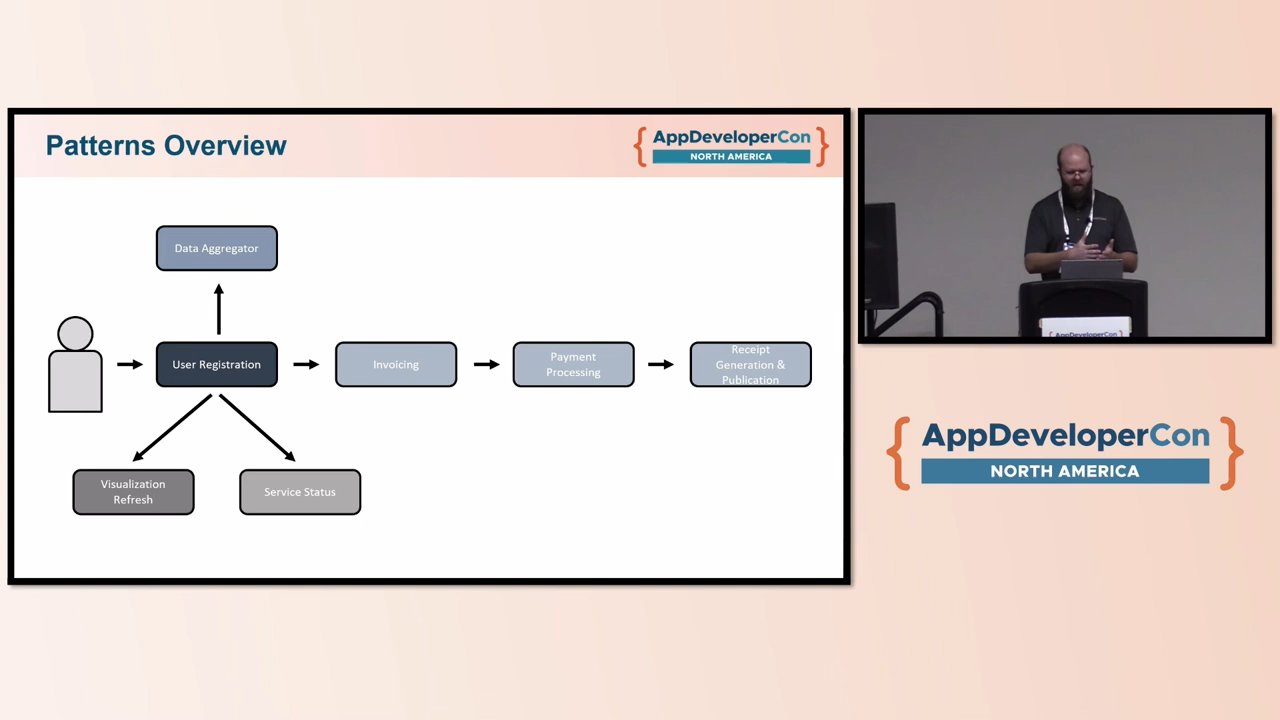 Patterns Overview
{ AppDeveloperCon }
NORTH AMERICA
Data Aggregator
User Registration
Invoicing
Payment
Processing
Receipt
Generation &
Publication
Visualization
Refresh
Service Status
AppDeveloperCon
{ AppDeveloperCon }
NORTH AMERICA